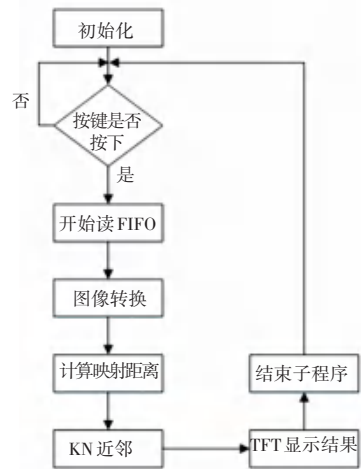 初始化
否
按键是否
按下
是
开始读FIFO
图像转换
计算映射距离
结束子程序
KN近邻
TFT显示结果